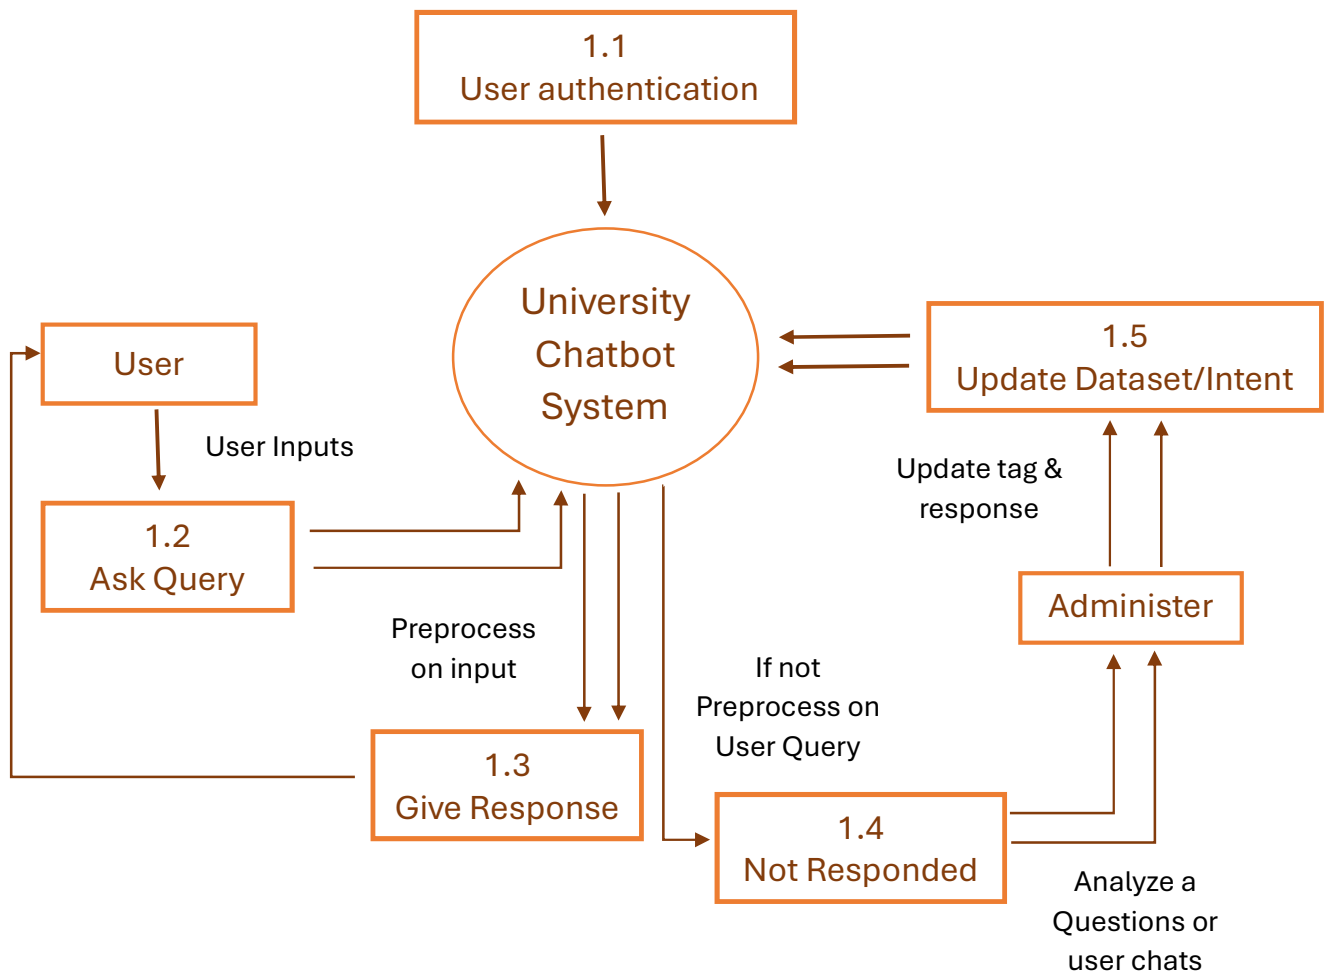 1.1
User authentication
University
Chatbot
System
User
User Inputs
1.2
Ask Query
1.5
Update Dataset/Intent
Update tag &
response
Administer
Preprocess
on input
If not
Preprocess on
User Query
1.3
Give Response
1.4
Not Responded
Analyze a
Questions or
user chats